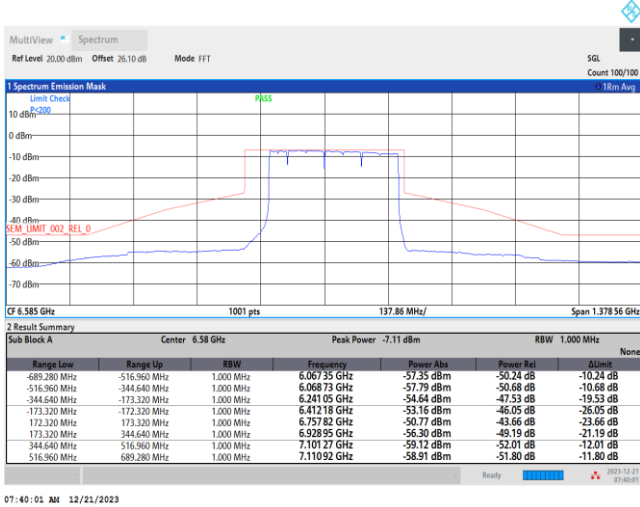 MultiView Spectrum
Ref Level 20.00 dBm Offset 26.10 dB Mode FFT SGL
Count 100/100
1 Spectrum Emission Mask 1Rm Avg
Limit Check PASS
P<200
10 dBm
0 dBm
-10 dBm
-20 dBm
-30 dBm
-40 dBm
SEM_LIMIT_002_REL_0
-50 dBm
-60 dBm
-70 dBm
CF 6.585 GHz 1001 pts 137.86 MHz/ Span 1.378 56 GHz
2 Result Summary
Sub Block A Center 6.58 GHz Peak Power -7.11 dBm RBW 1.000 MHz
None
Range Low Range Up RBW Frequency Power Abs Power Rel ΔLimit
-689.280 MHz -516.960 MHz 1.000 MHz 6.067 35 GHz -57.35 dBm -50.24 dB -10.24 dB
-516.960 MHz -344.640 MHz 1.000 MHz 6.068 73 GHz -57.79 dBm -50.68 dB -10.68 dB
-344.640 MHz -173.320 MHz 1.000 MHz 6.241 05 GHz -54.64 dBm -47.53 dB -19.53 dB
-173.320 MHz -172.320 MHz 1.000 MHz 6.412 18 GHz -53.16 dBm -46.05 dB -26.05 dB
172.320 MHz 173.320 MHz 1.000 MHz 6.757 82 GHz -50.77 dBm -43.66 dB -23.66 dB
173.320 MHz 344.640 MHz 1.000 MHz 6.928 95 GHz -56.30 dBm -49.19 dB -21.19 dB
344.640 MHz 516.960 MHz 1.000 MHz 7.101 27 GHz -59.12 dBm -52.01 dB -12.01 dB
516.960 MHz 689.280 MHz 1.000 MHz 7.110 92 GHz -58.91 dBm -51.80 dB -11.80 dB
Ready 2023-12-21
07:40:01
07:40:01 AM 12/21/2023